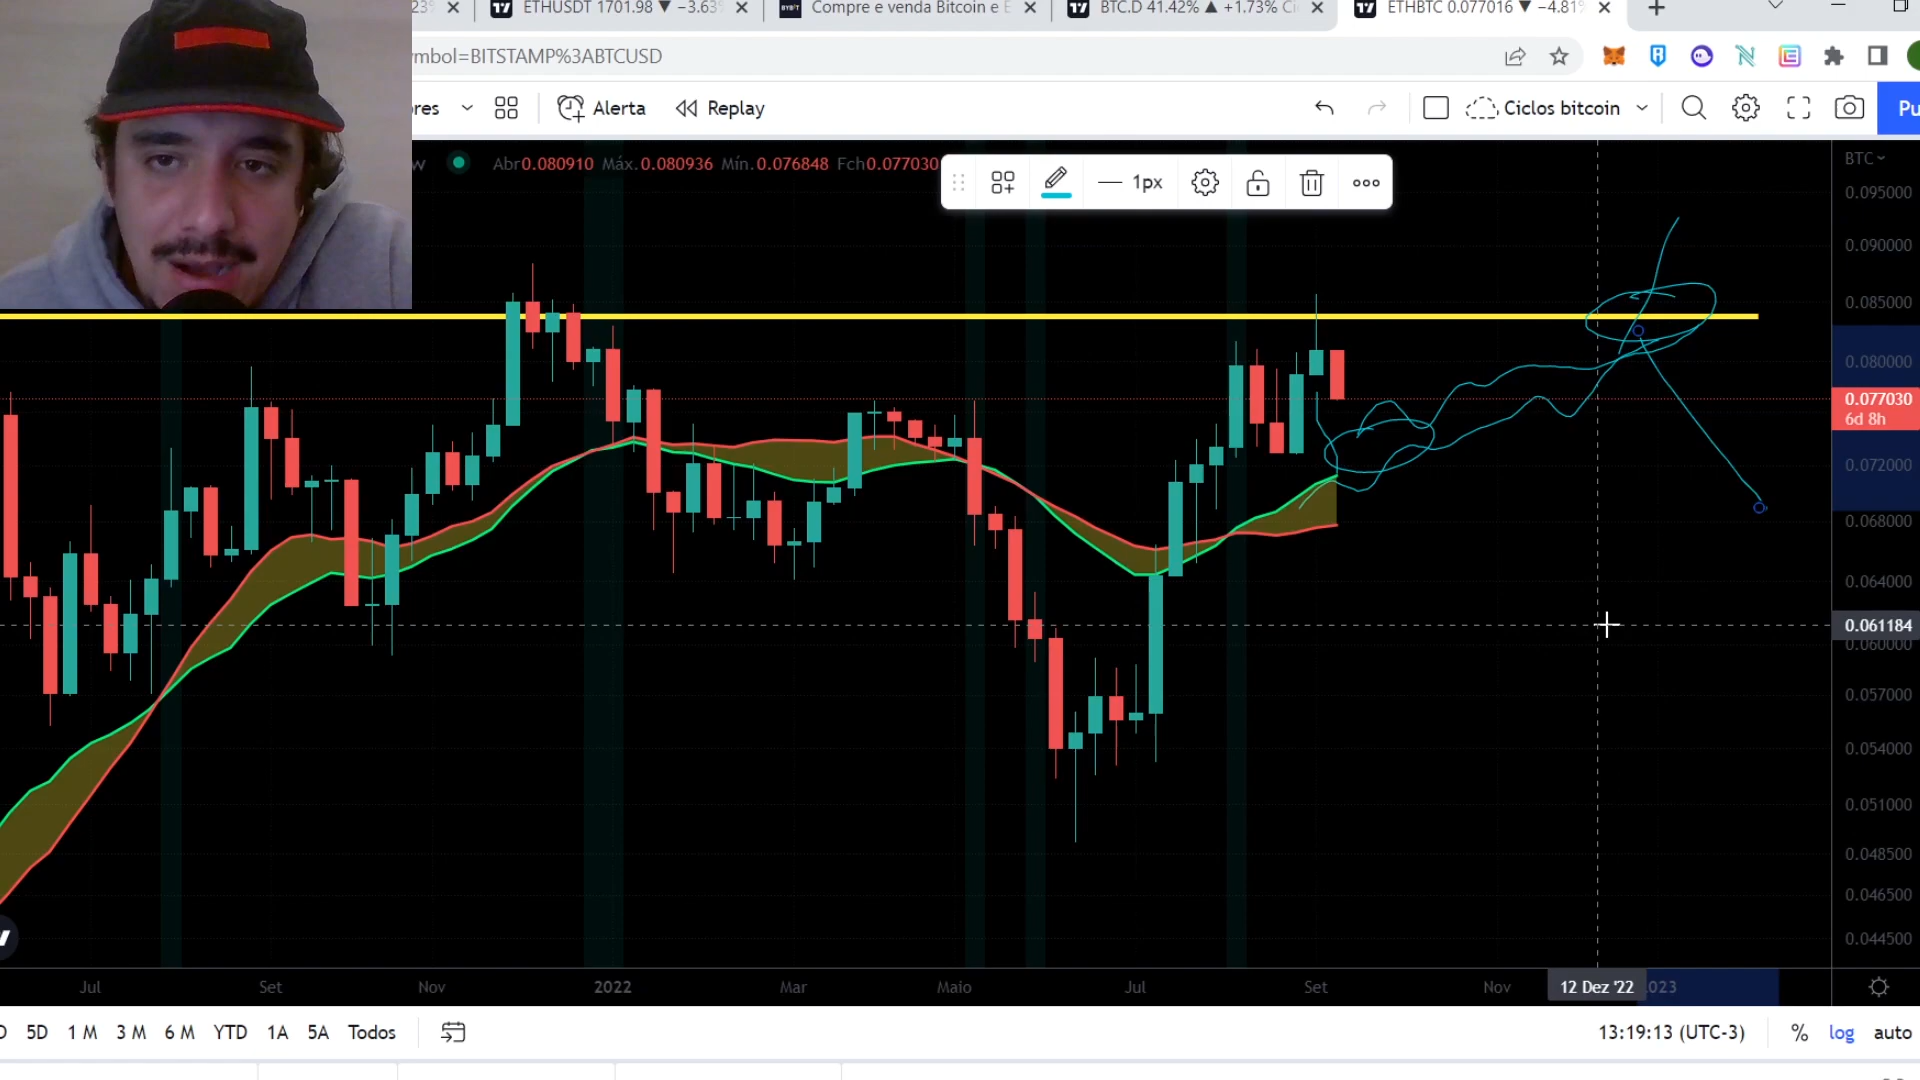 23% ETHUSDT 1701.98 ▼ −3.63% Compre e venda Bitcoin e E BTC.D 41.42% ▲ +1.73% Ci ETHBTC 0.077016 ▼ −4.81%
mbol=BITSTAMP%3ABTCUSD
res Alerta Replay Ciclos bitcoin Pu
Abr0.080910 Máx.0.080936 Mín.0.076848 Fch0.077030
1px
BTC
0.095000
0.090000
0.085000
0.080000
0.077030
6d 8h
0.072000
0.068000
0.064000
0.061184
0.060000
0.057000
0.054000
0.051000
0.048500
0.046500
0.044500
Jul Set Nov 2022 Mar Maio Jul Set Nov 12 Dez '22 023
5D 1 M 3 M 6 M YTD 1A 5A Todos 13:19:13 (UTC-3) % log auto